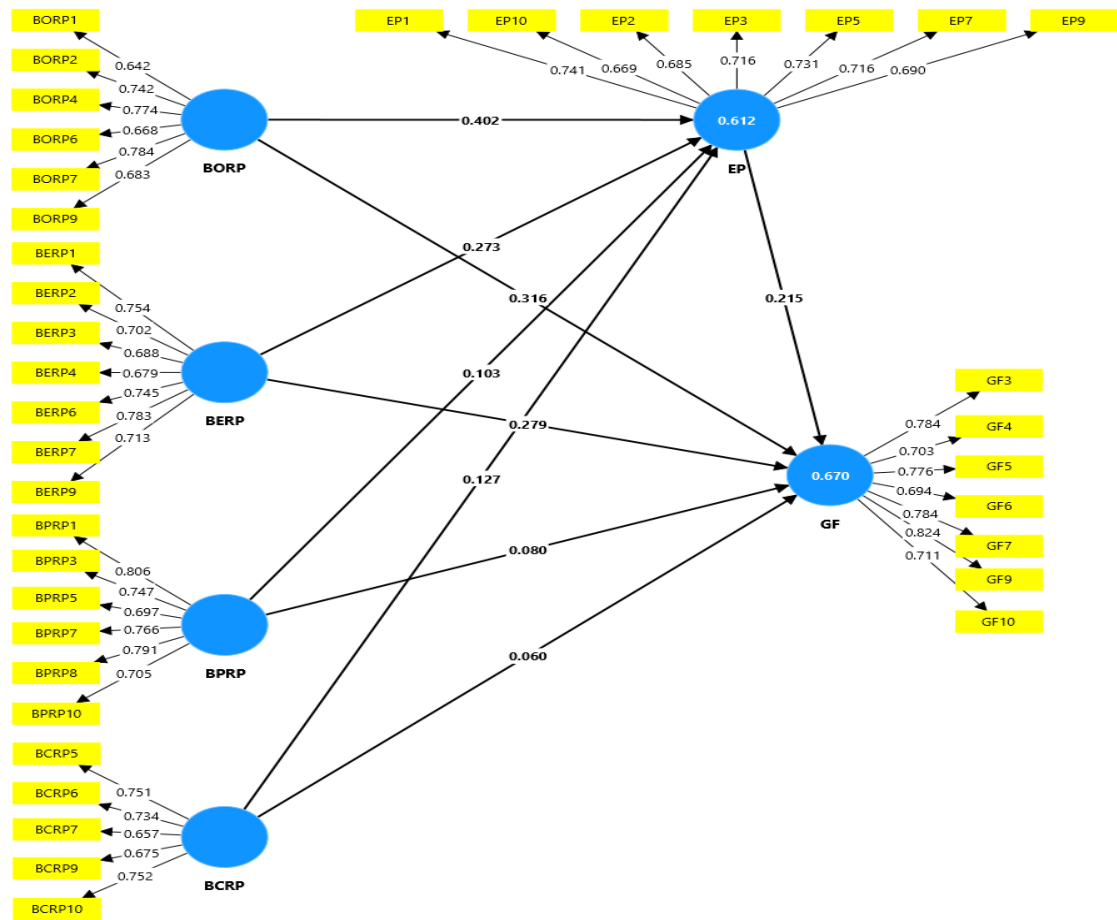 BORP1
BORP2
BORP4
BORP6
BORP7
BORP9
0.642
0.742
0.774
0.668
0.784
0.683
BORP
EP1
EP10
EP2
EP3
EP5
EP7
EP9
0.741
0.669
0.685
0.716
0.731
0.716
0.690
0.612
EP
0.402
0.273
0.316
0.215
0.103
0.279
0.127
0.080
0.060
BERP1
BERP2
BERP3
BERP4
BERP6
BERP7
BERP9
0.754
0.702
0.688
0.679
0.745
0.783
0.713
BERP
GF3
GF4
GF5
GF6
GF7
GF9
GF10
0.784
0.703
0.776
0.694
0.784
0.824
0.711
0.670
GF
BPRP1
BPRP3
BPRP5
BPRP7
BPRP8
BPRP10
0.806
0.747
0.697
0.766
0.791
0.705
BPRP
BCRP5
BCRP6
BCRP7
BCRP9
BCRP10
0.751
0.734
0.657
0.675
0.752
BCRP